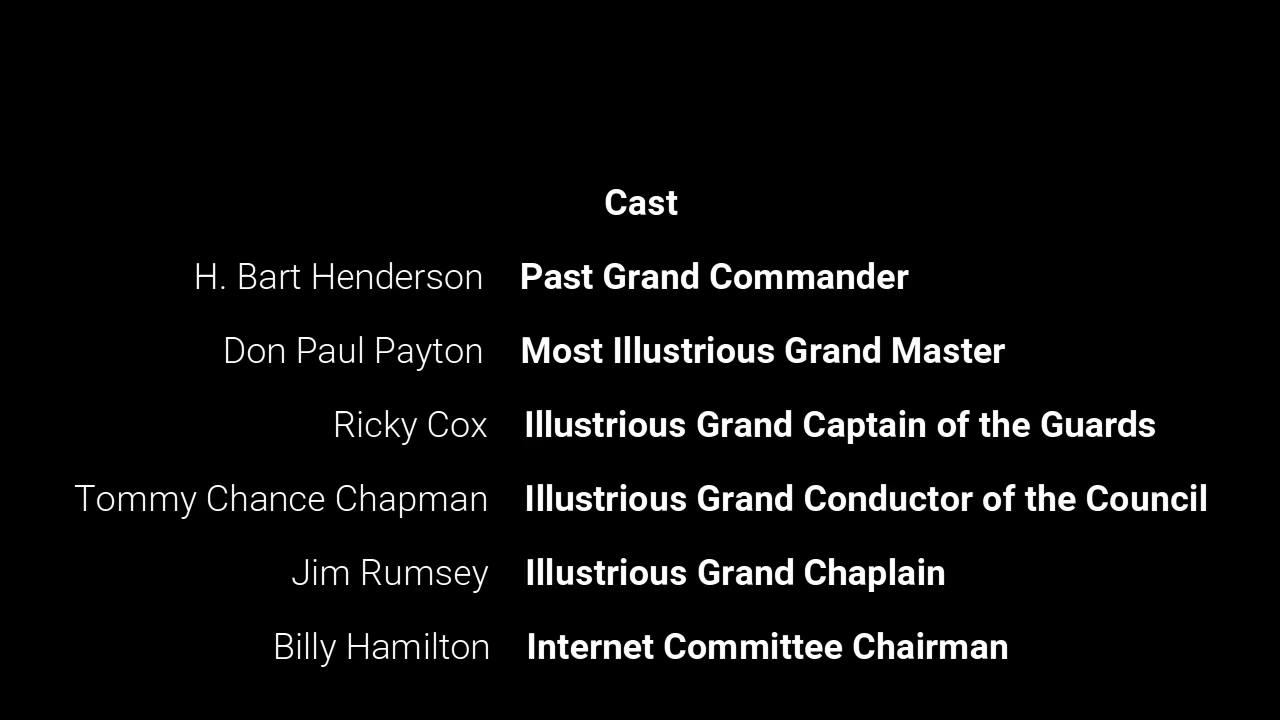 Cast
H. Bart Henderson Past Grand Commander
Don Paul Payton Most Illustrious Grand Master
Ricky Cox Illustrious Grand Captain of the Guards
Tommy Chance Chapman Illustrious Grand Conductor of the Council
Jim Rumsey Illustrious Grand Chaplain
Billy Hamilton Internet Committee Chairman